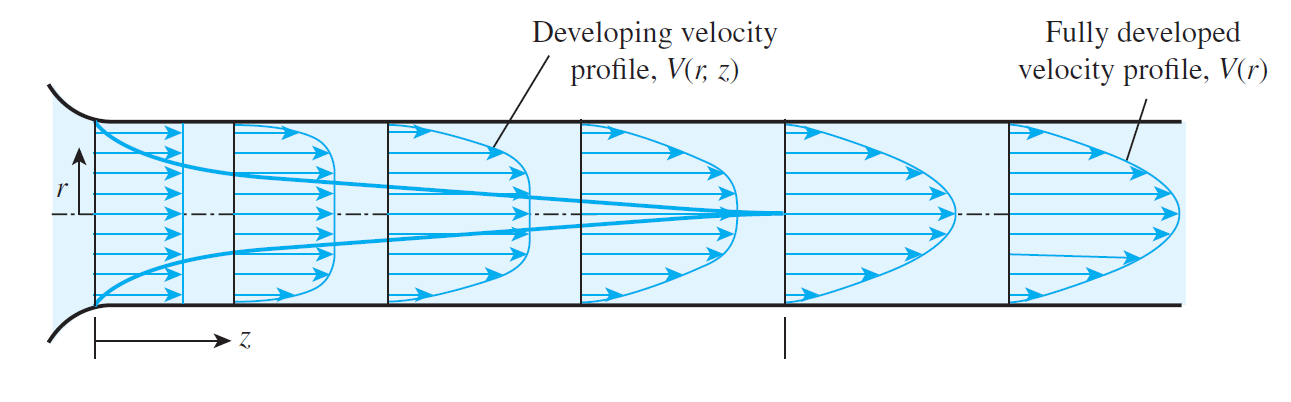 Developing velocity
profile, V(r, z)
Fully developed
velocity profile, V(r)
r
z